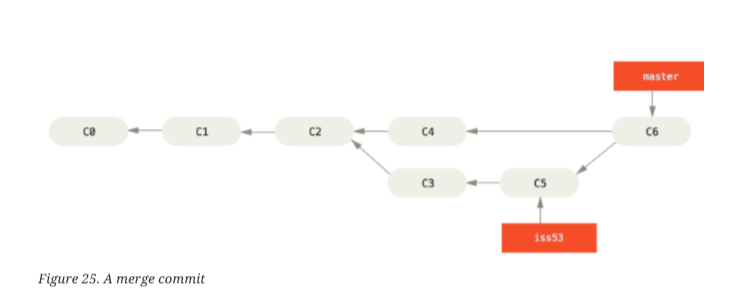 master
C0
C1
C2
C4
C6
C3
C5
iss53
Figure 25. A merge commit